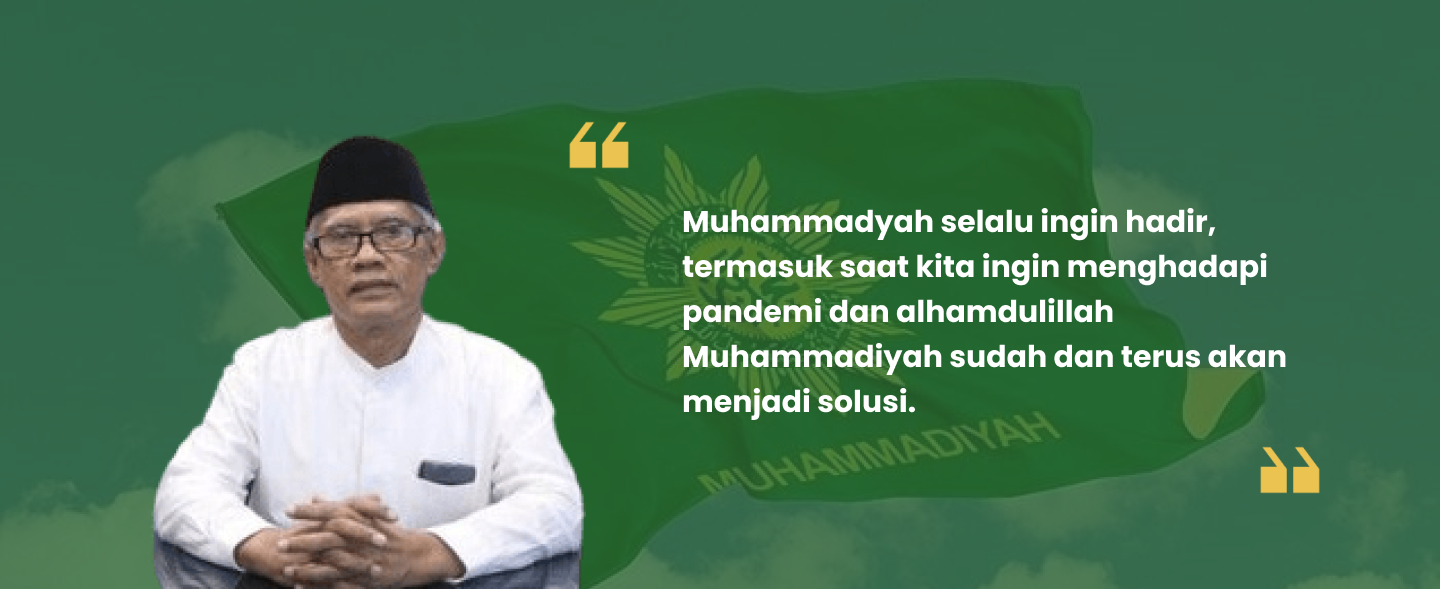 Muhammadyah selalu ingin hadir,
termasuk saat kita ingin menghadapi
pandemi dan alhamdulillah
Muhammadiyah sudah dan terus akan
menjadi solusi.
MUHAMMADIYAH